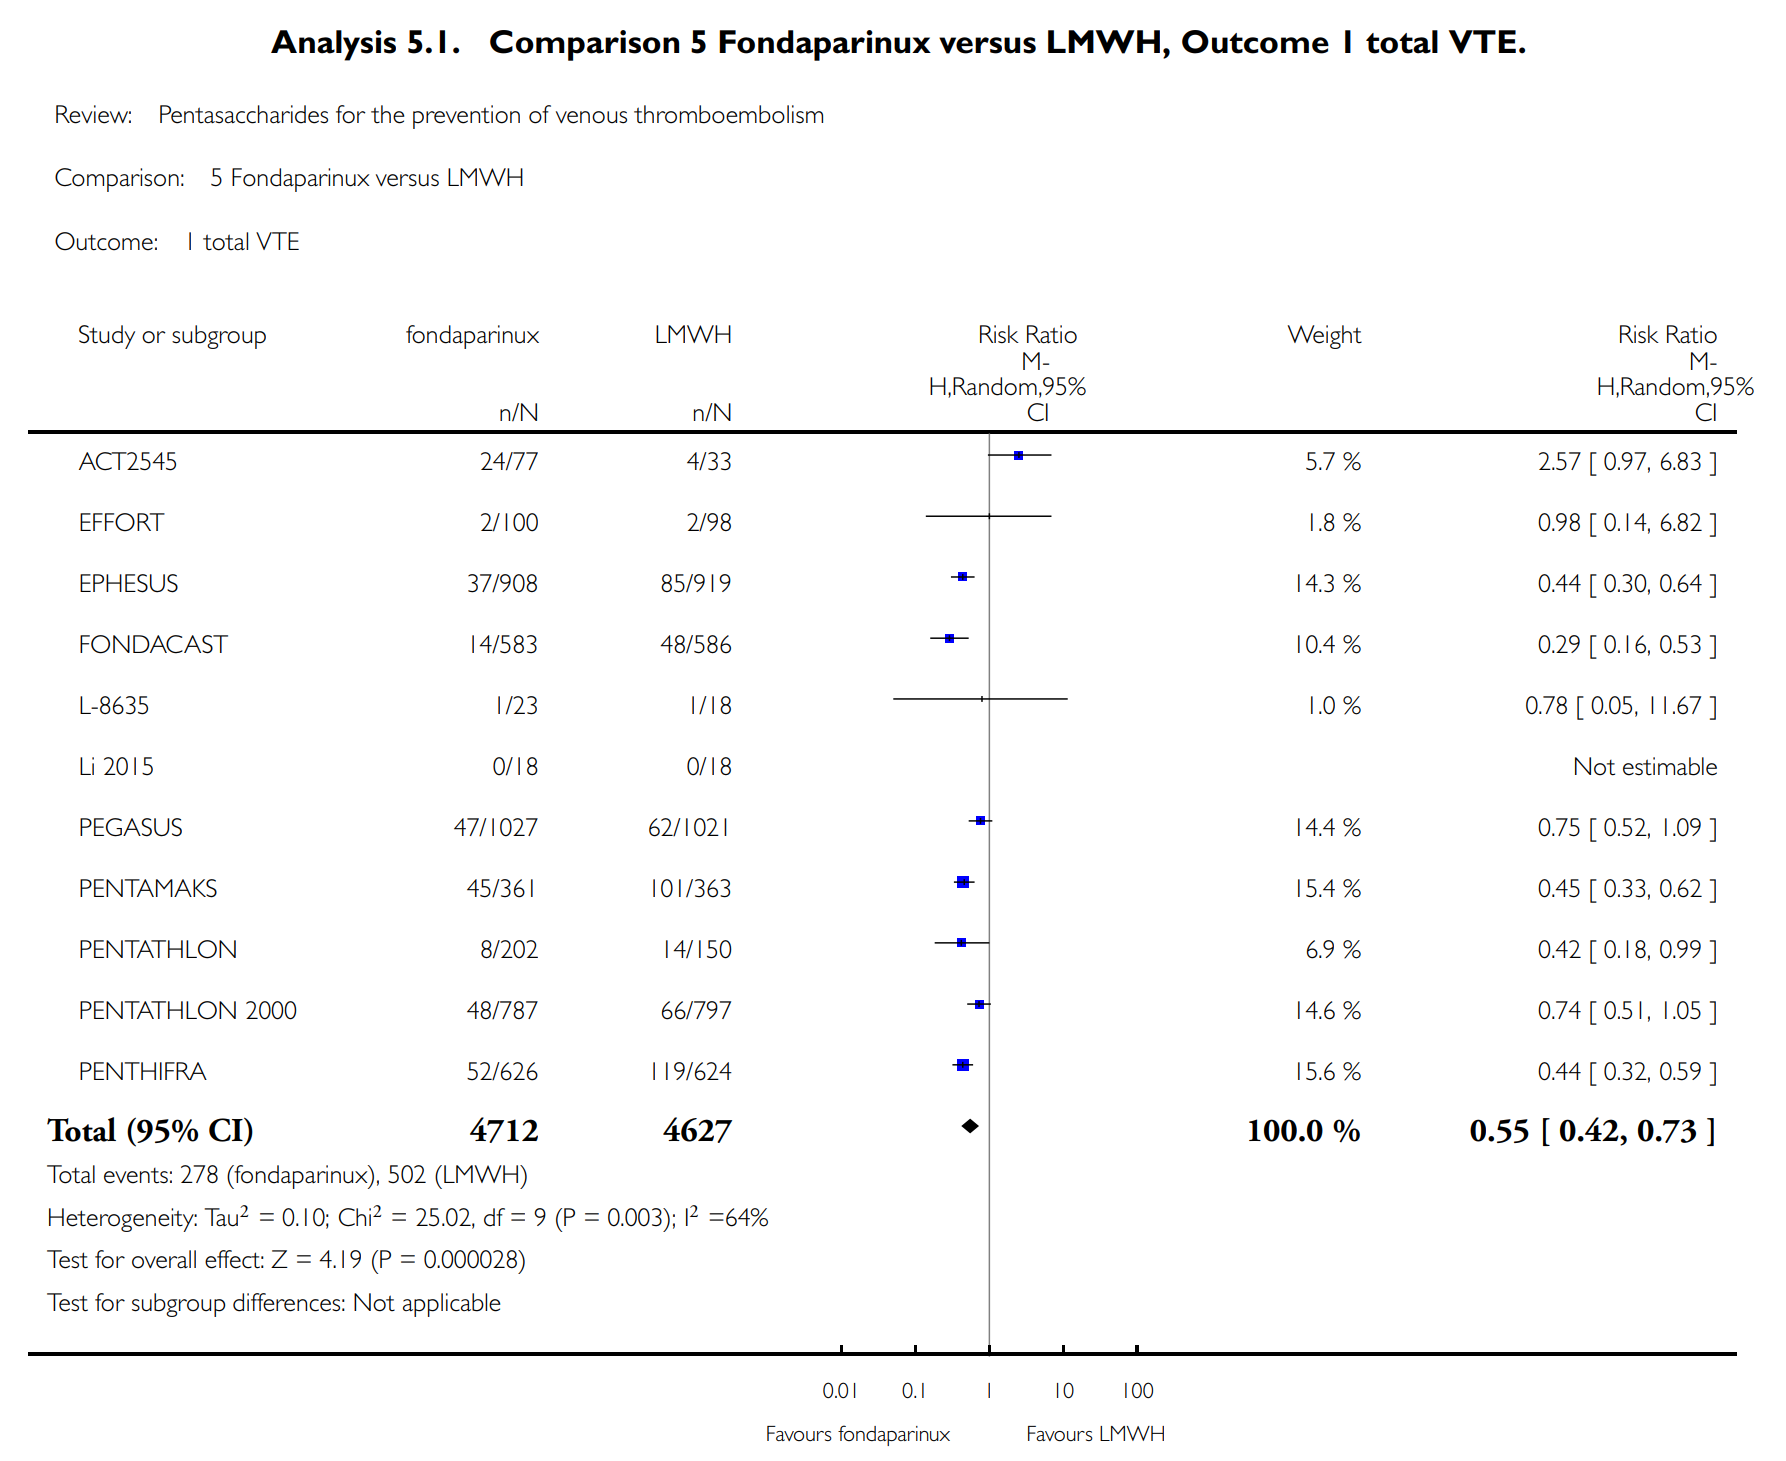 Analysis 5.1. Comparison 5 Fondaparinux versus LMWH, Outcome 1 total VTE.
Review: Pentasaccharides for the prevention of venous thromboembolism
Comparison: 5 Fondaparinux versus LMWH
Outcome: 1 total VTE
Study or subgroup fondaparinux LMWH Risk Ratio Weight Risk Ratio
M- M-
H,Random,95% H,Random,95%
n/N n/N CI CI
ACT2545 24/77 4/33 5.7 % 2.57 [ 0.97, 6.83 ]
EFFORT 2/100 2/98 1.8 % 0.98 [ 0.14, 6.82 ]
EPHESUS 37/908 85/919 14.3 % 0.44 [ 0.30, 0.64 ]
FONDACAST 14/583 48/586 10.4 % 0.29 [ 0.16, 0.53 ]
L-8635 1/23 1/18 1.0 % 0.78 [ 0.05, 11.67 ]
Li 2015 0/18 0/18 Not estimable
PEGASUS 47/1027 62/1021 14.4 % 0.75 [ 0.52, 1.09 ]
PENTAMAKS 45/361 101/363 15.4 % 0.45 [ 0.33, 0.62 ]
PENTATHLON 8/202 14/150 6.9 % 0.42 [ 0.18, 0.99 ]
PENTATHLON 2000 48/787 66/797 14.6 % 0.74 [ 0.51, 1.05 ]
PENTHIFRA 52/626 119/624 15.6 % 0.44 [ 0.32, 0.59 ]
Total (95% CI) 4712 4627 100.0 % 0.55 [ 0.42, 0.73 ]
Total events: 278 (fondaparinux), 502 (LMWH)
Heterogeneity: Tau² = 0.10; Chi² = 25.02, df = 9 (P = 0.003); I² =64%
Test for overall effect: Z = 4.19 (P = 0.000028)
Test for subgroup differences: Not applicable
0.01 0.1 1 10 100
Favours fondaparinux Favours LMWH